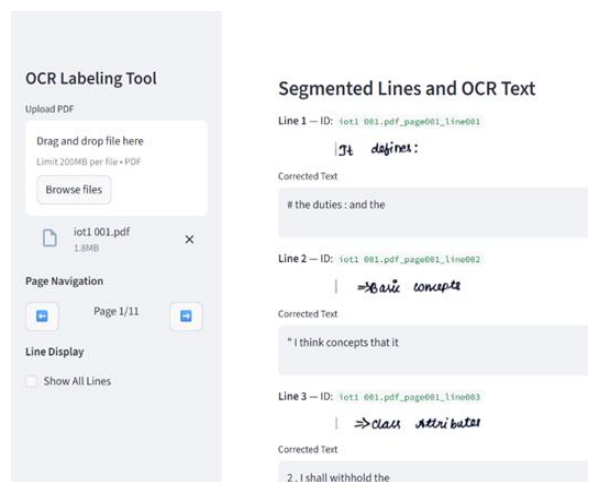 OCR Labeling Tool
Upload PDF
Drag and drop file here
Limit 200MB per file • PDF
Browse files
iot1 001.pdf
1.8MB
Page Navigation
Page 1/11
Line Display
Show All Lines
Segmented Lines and OCR Text
Line 1 — ID: iot1 001.pdf_page001_line001
It defines:
Corrected Text
# the duties : and the
Line 2 — ID: iot1 001.pdf_page001_line002
⇒Basic concepts
Corrected Text
" I think concepts that it
Line 3 — ID: iot1 001.pdf_page001_line003
⇒class Attributes
Corrected Text
2 . I shall withhold the